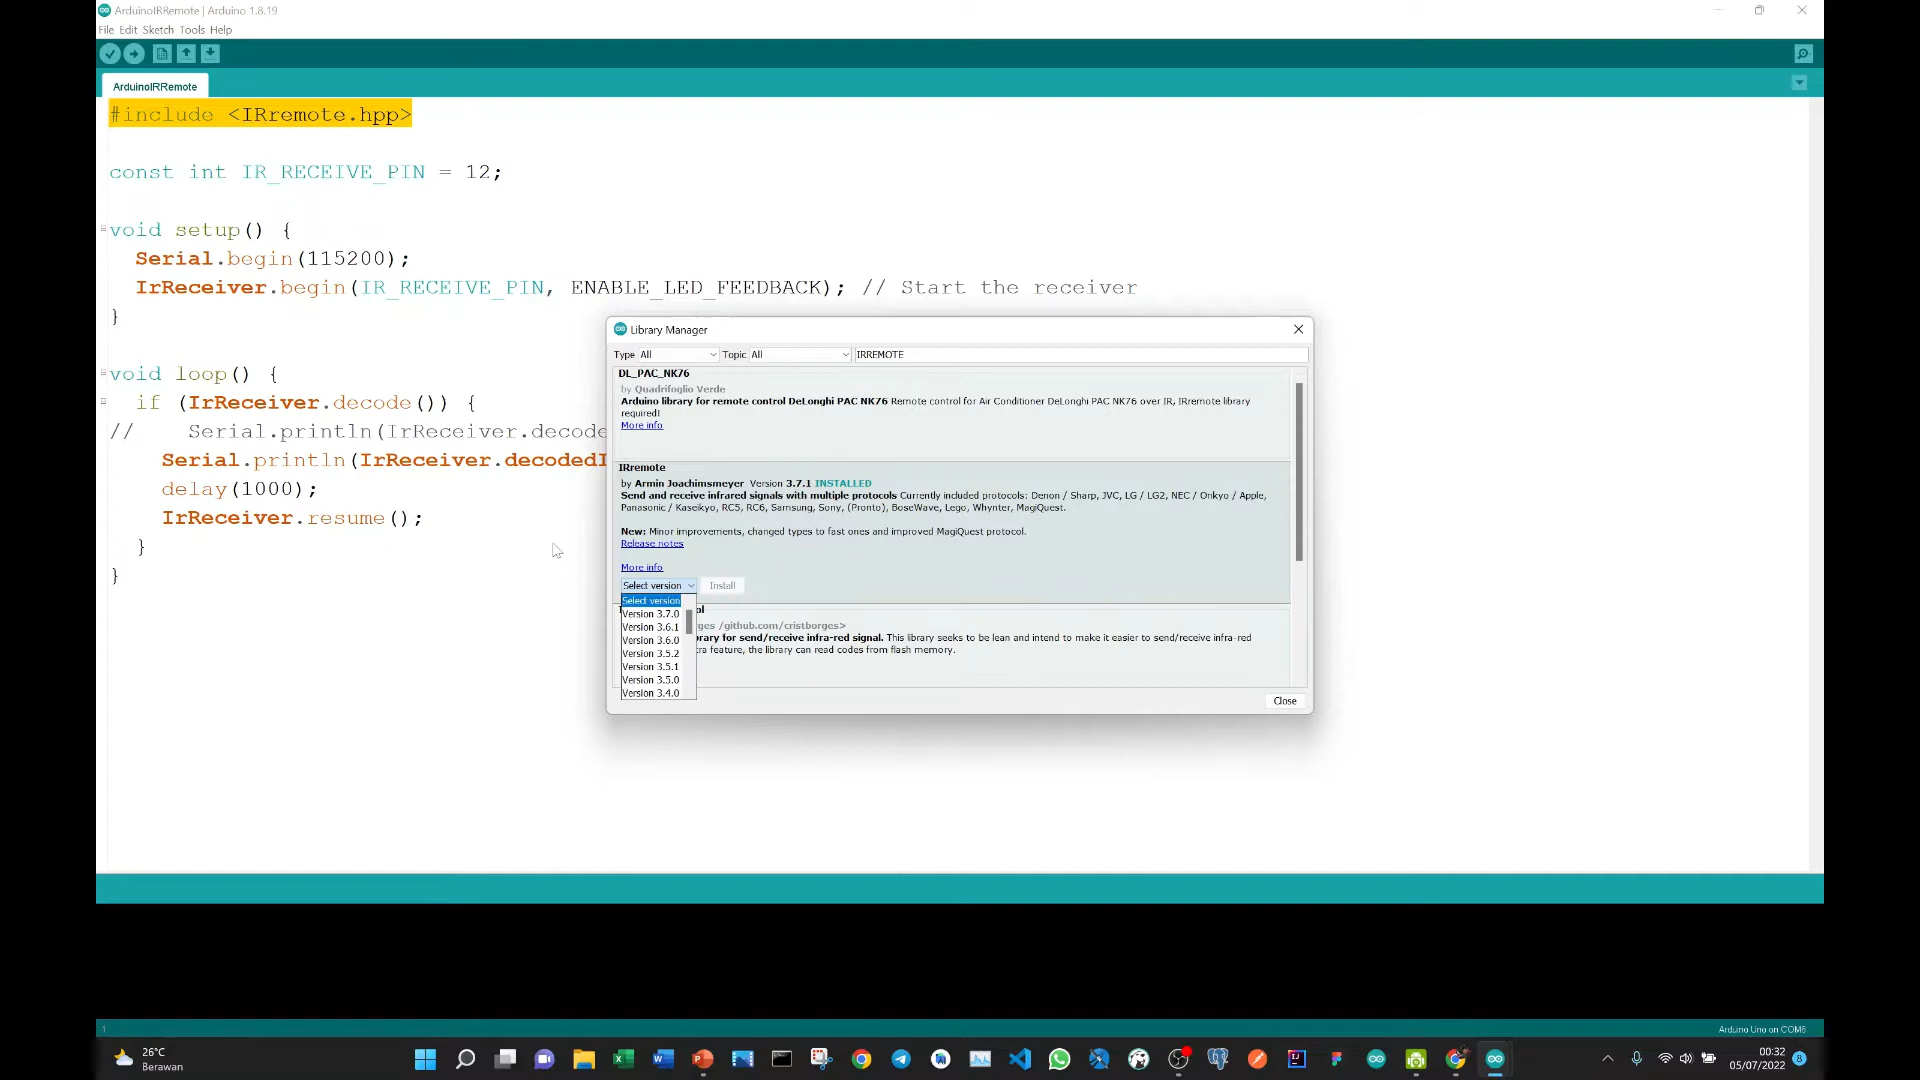 ArduinoIRRemote | Arduino 1.8.19
File Edit Sketch Tools Help
ArduinoIRRemote
#include <IRremote.hpp>
const int IR_RECEIVE_PIN = 12;
void setup() {
Serial.begin(115200);
IrReceiver.begin(IR_RECEIVE_PIN, ENABLE_LED_FEEDBACK); // Start the receiver
}
void loop() {
if (IrReceiver.decode()) {
// Serial.println(IrReceiver.decode
Serial.println(IrReceiver.decodedI
delay(1000);
IrReceiver.resume();
}
}
Library Manager
Type All Topic All IRREMOTE
DL_PAC_NK76
by Quadrifoglio Verde
Arduino library for remote control DeLonghi PAC NK76 Remote control for Air Conditioner DeLonghi PAC NK76 over IR, IRremote library
required!
More info
IRremote
by Armin Joachimsmeyer Version 3.7.1 INSTALLED
Send and receive infrared signals with multiple protocols Currently included protocols: Denon / Sharp, JVC, LG / LG2, NEC / Onkyo / Apple,
Panasonic / Kaseikyo, RC5, RC6, Samsung, Sony, (Pronto), BoseWave, Lego, Whynter, MagiQuest.
New: Minor improvements, changed types to fast ones and improved MagiQuest protocol.
Release notes
More info
Select version Install
Select version
Version 3.7.0
Version 3.6.1
Version 3.6.0
Version 3.5.2
Version 3.5.1
Version 3.5.0
Version 3.4.0
ol
ges /github.com/cristborges>
rary for send/receive infra-red signal. This library seeks to be lean and intend to make it easier to send/receive infra-red
tra feature, the library can read codes from flash memory.
Close
1
Arduino Uno on COM6
26°C
Berawan
00:32
05/07/2022
8